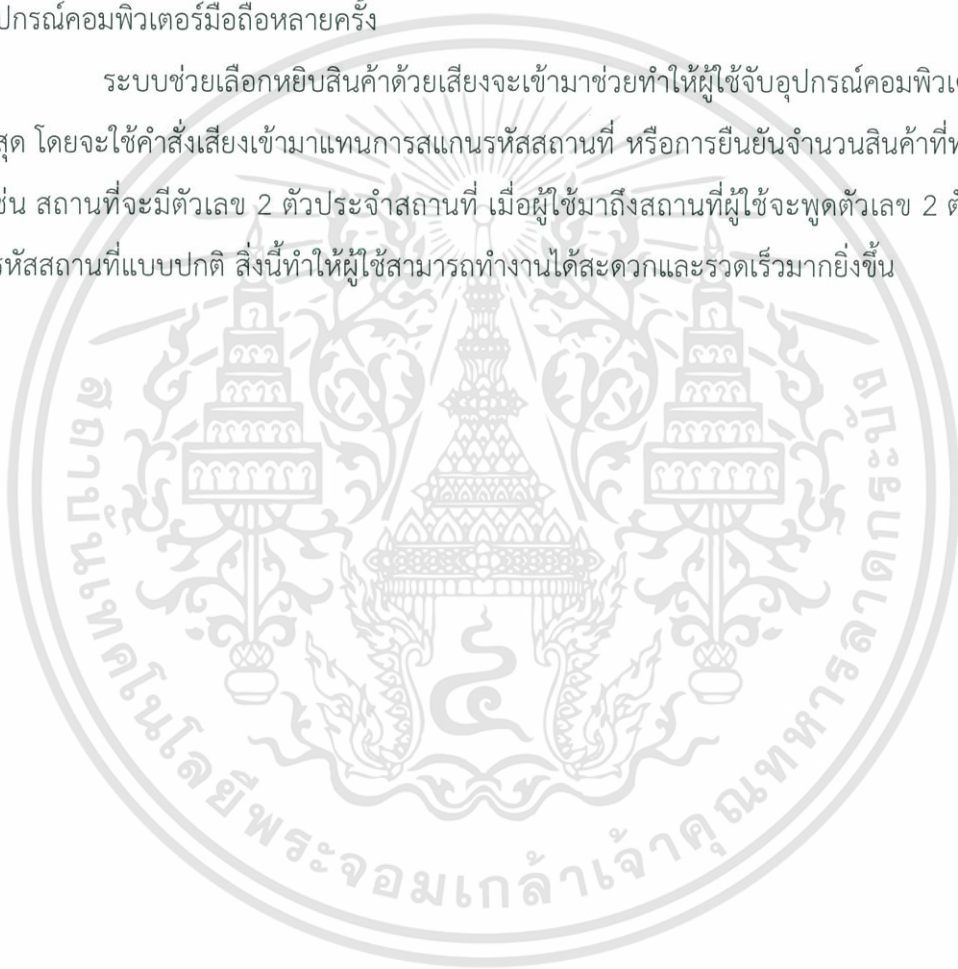 ปกรณ์คอมพิวเตอร์มือถือหลายครั้ง
ระบบช่วยเลือกหยิบสินค้าด้วยเสียงจะเข้ามาช่วยทำให้ผู้ใช้จับอุปกรณ์คอมพิวเ
สุด โดยจะใช้คำสั่งเสียงเข้ามาแทนการสแกนรหัสสถานที่ หรือการยืนยันจำนวนสินค้าที่
ช่น สถานที่จะมีตัวเลข 2 ตัวประจำสถานที่ เมื่อผู้ใช้มาถึงสถานที่ผู้ใช้จะพูดตัวเลข 2 ตั
รหัสสถานที่แบบปกติ สิ่งนี้ทำให้ผู้ใช้สามารถทำงานได้สะดวกและรวดเร็วมากยิ่งขึ้น
สถาบันเทคโนโลยีพระจอมเกล้าเจ้าคุณทหารลาดกระบัง